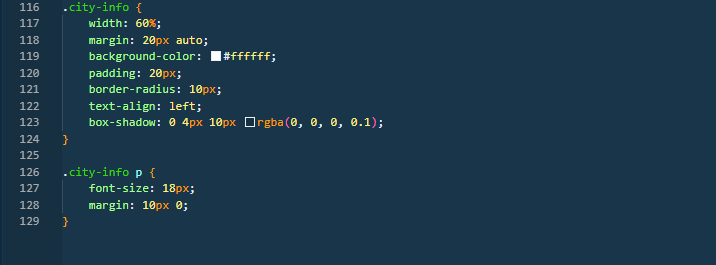 116 .city-info {
117     width: 60%;
118     margin: 20px auto;
119     background-color: #ffffff;
120     padding: 20px;
121     border-radius: 10px;
122     text-align: left;
123     box-shadow: 0 4px 10px rgba(0, 0, 0, 0.1);
124 }
125
126 .city-info p {
127     font-size: 18px;
128     margin: 10px 0;
129 }